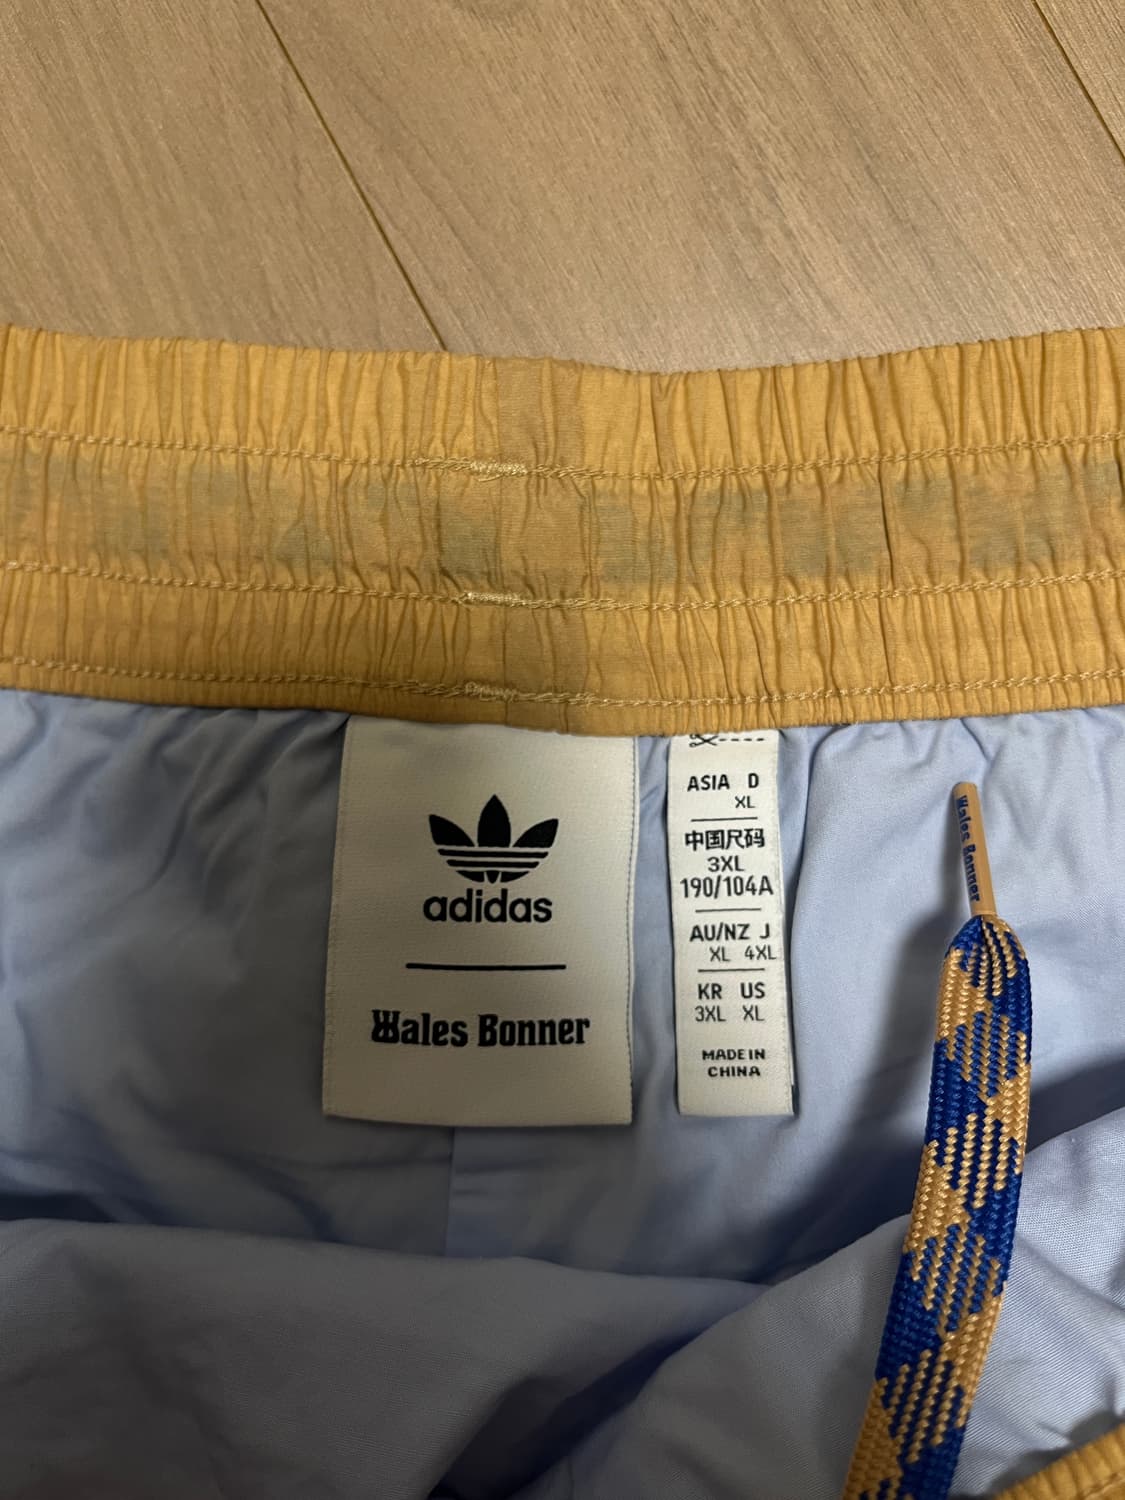 adidas
Wales Bonner
ASIA D
XL
中国尺码
3XL
190/104A
AU/NZ J
XL 4XL
KR US
3XL XL
MADE IN
CHINA
Wales Bonner